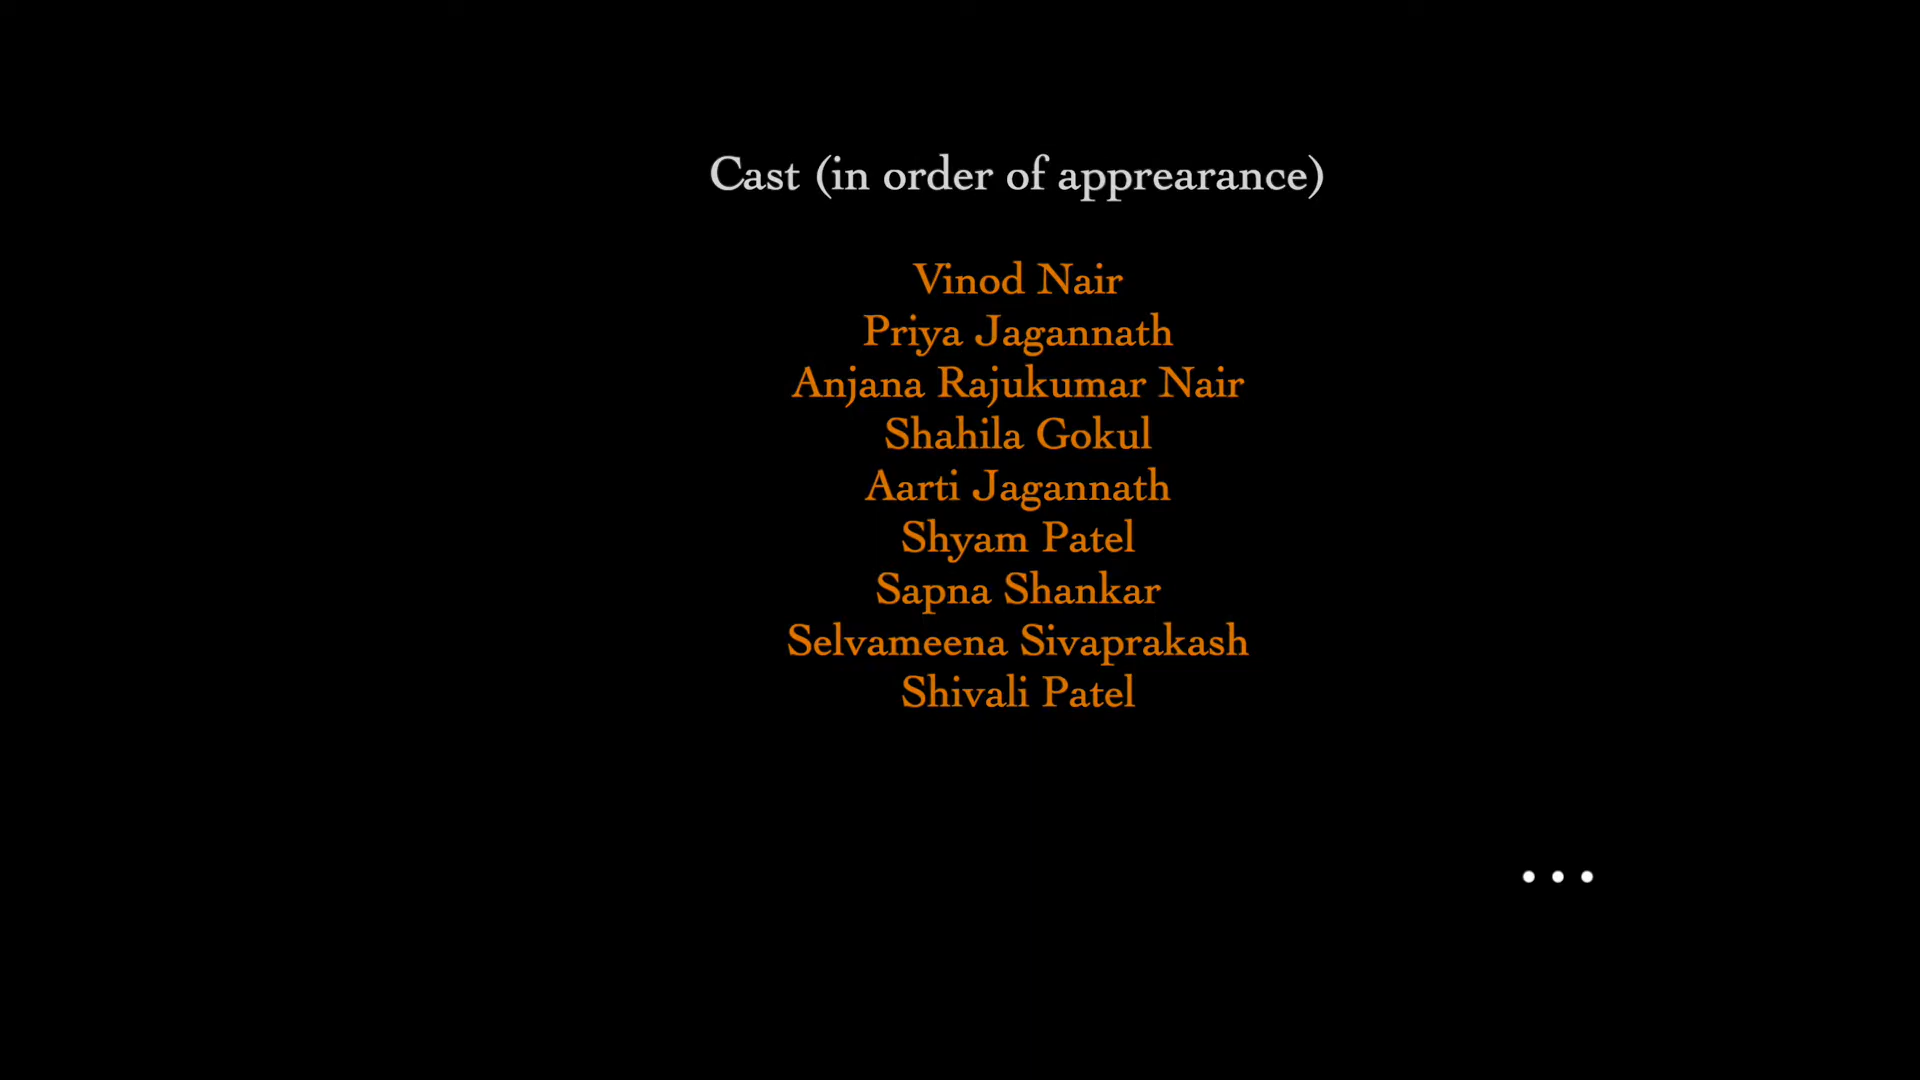 Cast (in order of apprearance)
Vinod Nair
Priya Jagannath
Anjana Rajukumar Nair
Shahila Gokul
Aarti Jagannath
Shyam Patel
Sapna Shankar
Selvameena Sivaprakash
Shivali Patel
...